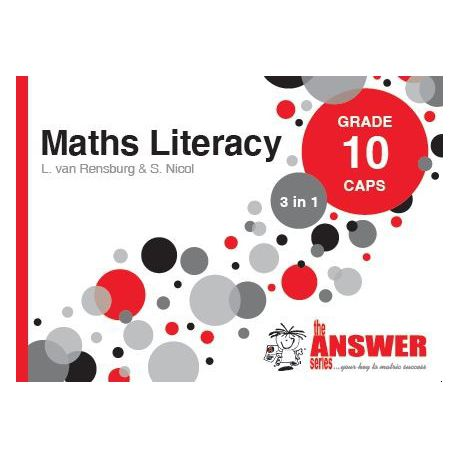 Maths Literacy
L. van Rensburg & S. Nicol
GRADE
10
CAPS
3 in 1
the
ANSWER
series
...your key to matric success